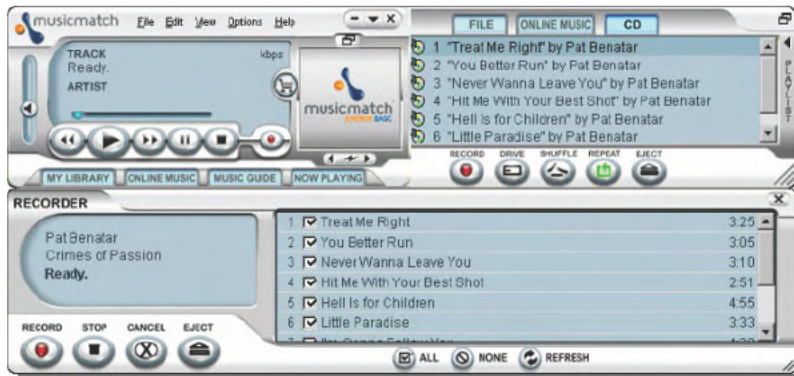 musicmatch File Edit View Options Help
TRACK kbps
Ready.
ARTIST
musicmatch
JUKEBOX BASIC
MY LIBRARY ONLINE MUSIC MUSIC GUIDE NOW PLAYING
FILE ONLINE MUSIC CD
1 "Treat Me Right" by Pat Benatar
2 "You Better Run" by Pat Benatar
3 "Never Wanna Leave You" by Pat Benatar
4 "Hit Me With Your Best Shot" by Pat Benatar
5 "Hell Is for Children" by Pat Benatar
6 "Little Paradise" by Pat Benatar
PLAYLIST
RECORD DRIVE SHUFFLE REPEAT EJECT
RECORDER
Pat Benatar
Crimes of Passion
Ready.
RECORD STOP CANCEL EJECT
1 Treat Me Right 3:25
2 You Better Run 3:05
3 Never Wanna Leave You 3:10
4 Hit Me With Your Best Shot 2:51
5 Hell Is for Children 4:55
6 Little Paradise 3:33
ALL NONE REFRESH